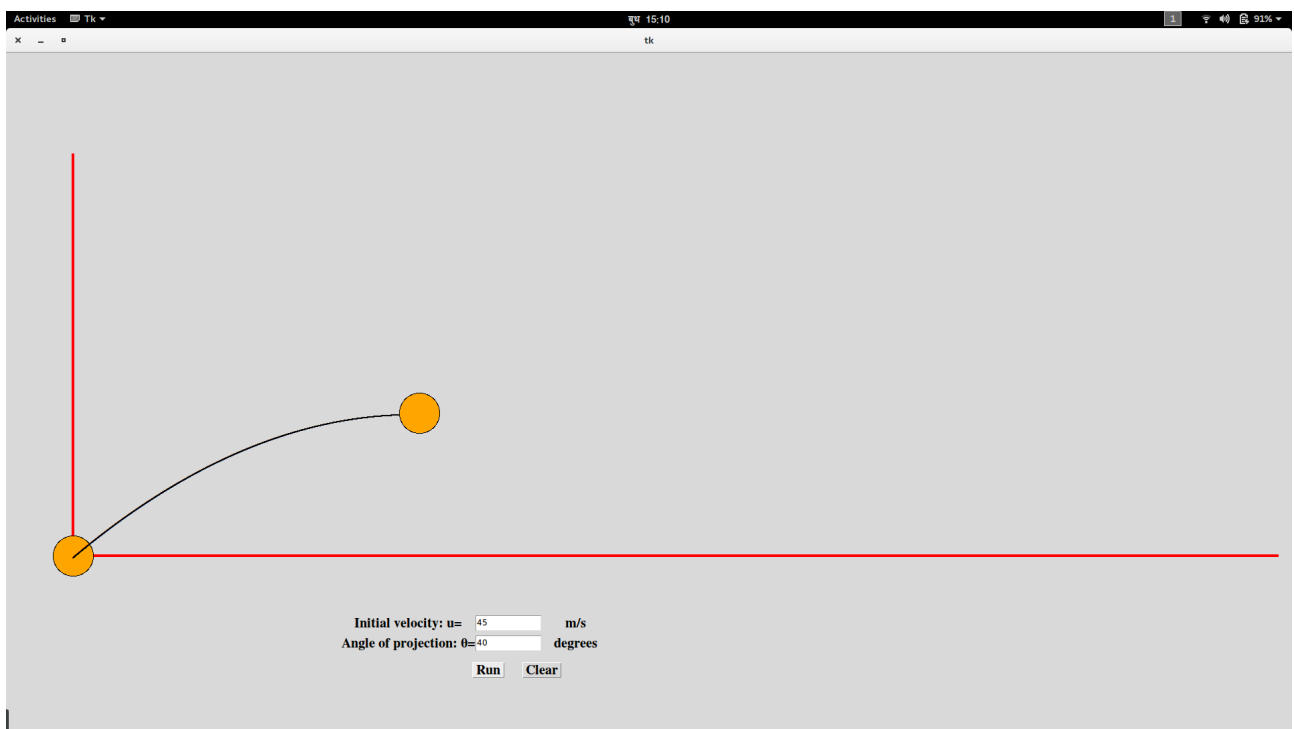 Activities Tk बुध 15:10 1 91%
tk
Initial velocity: u= 45 m/s
Angle of projection: θ= 40 degrees
Run Clear